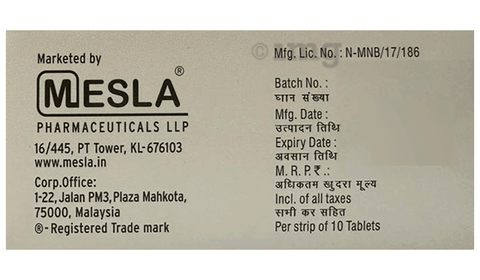 Marketed by
MESLA®
PHARMACEUTICALS LLP
16/445, PT Tower, KL-676103
www.mesla.in
Corp.Office:
1-22,Jalan PM3,Plaza Mahkota,
75000, Malaysia
®-Registered Trade mark
Mfg. Lic. No. : N-MNB/17/186
Batch No. :
घान संख्या
Mfg. Date :
उत्पादन तिथि
Expiry Date :
अवसान तिथि
M. R. P.₹ .:
अधिकतम खुदरा मूल्य
Incl. of all taxes
सभी कर सहित
Per strip of 10 Tablets